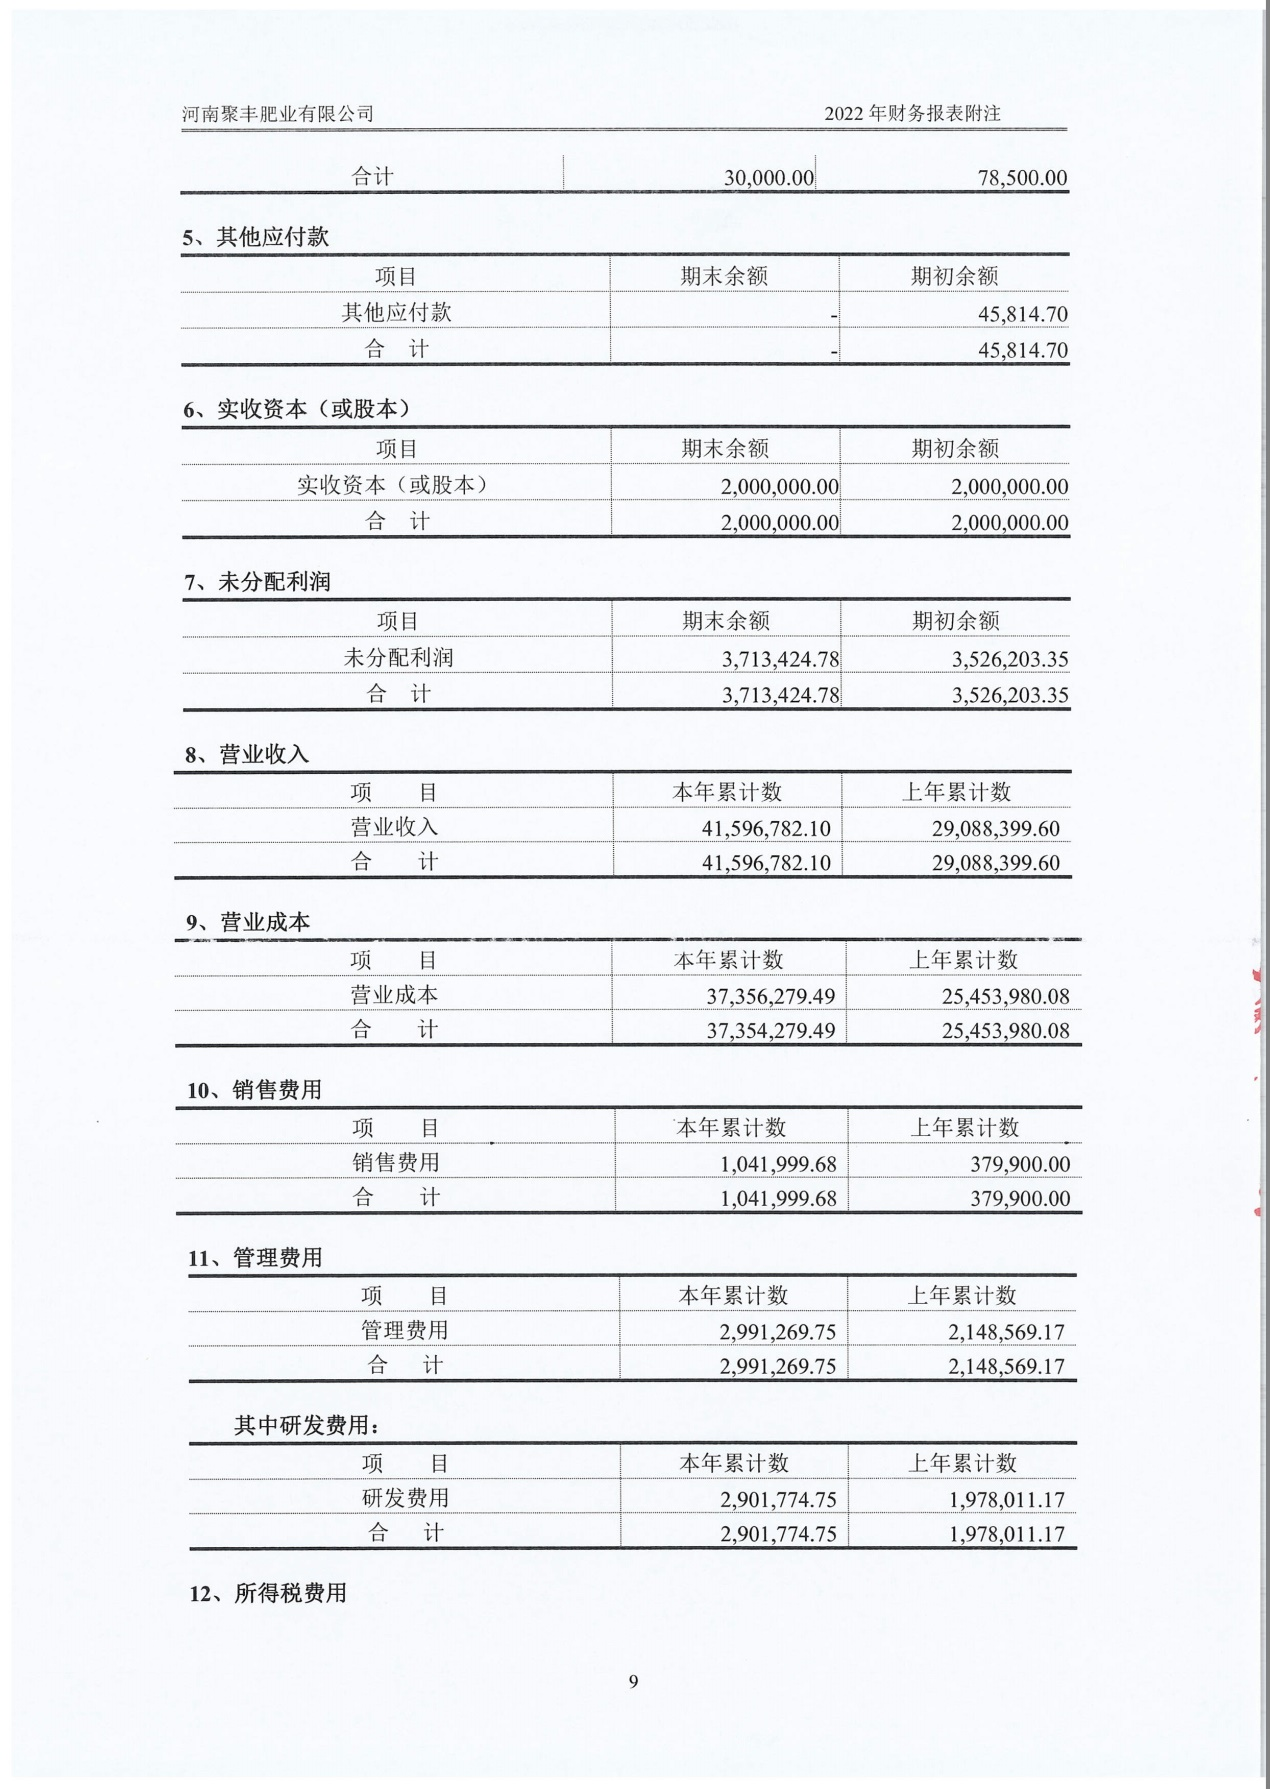 河南聚丰肥业有限公司 2022 年财务报表附注
合计 30,000.00 78,500.00
5、其他应付款
项目 期末余额 期初余额
其他应付款 - 45,814.70
合 计 - 45,814.70
6、实收资本（或股本）
项目 期末余额 期初余额
实收资本（或股本） 2,000,000.00 2,000,000.00
合 计 2,000,000.00 2,000,000.00
7、未分配利润
项目 期末余额 期初余额
未分配利润 3,713,424.78 3,526,203.35
合 计 3,713,424.78 3,526,203.35
8、营业收入
项 目 本年累计数 上年累计数
营业收入 41,596,782.10 29,088,399.60
合 计 41,596,782.10 29,088,399.60
9、营业成本
项 目 本年累计数 上年累计数
营业成本 37,356,279.49 25,453,980.08
合 计 37,354,279.49 25,453,980.08
10、销售费用
项 目 本年累计数 上年累计数
销售费用 1,041,999.68 379,900.00
合 计 1,041,999.68 379,900.00
11、管理费用
项 目 本年累计数 上年累计数
管理费用 2,991,269.75 2,148,569.17
合 计 2,991,269.75 2,148,569.17
其中研发费用:
项 目 本年累计数 上年累计数
研发费用 2,901,774.75 1,978,011.17
合 计 2,901,774.75 1,978,011.17
12、所得税费用
9